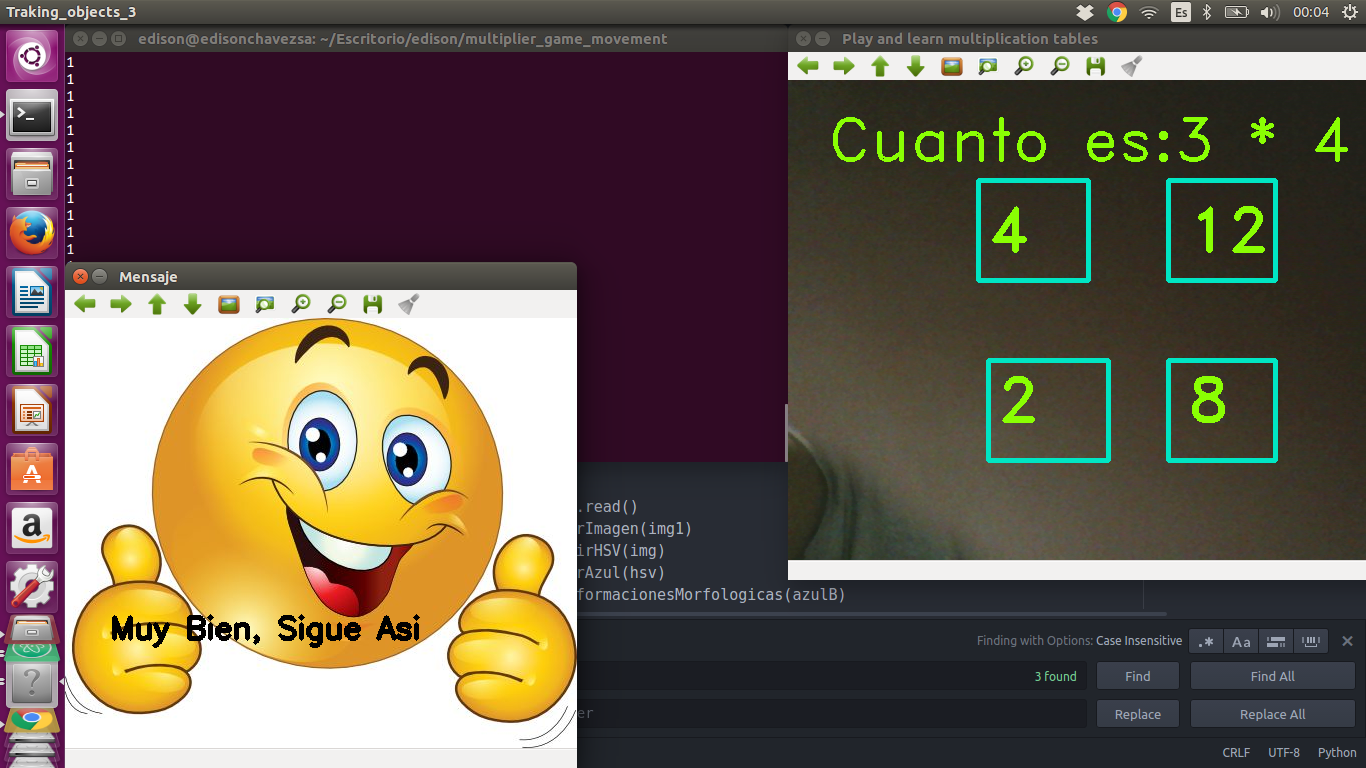 Traking_objects_3
Es
00:04
edison@edisonchavezsa: ~/Escritorio/edison/multiplier_game_movement
1
1
1
1
1
1
1
1
1
1
1
1
Mensaje
Muy Bien, Sigue Asi
Play and learn multiplication tables
Cuanto es:3 * 4
4
12
2
8
.read()
rImagen(img1)
irHSV(img)
rAzul(hsv)
formacionesMorfologicas(azulB)
Finding with Options: Case Insensitive
.*
Aa
3 found
Find
Find All
er
Replace
Replace All
CRLF
UTF-8
Python